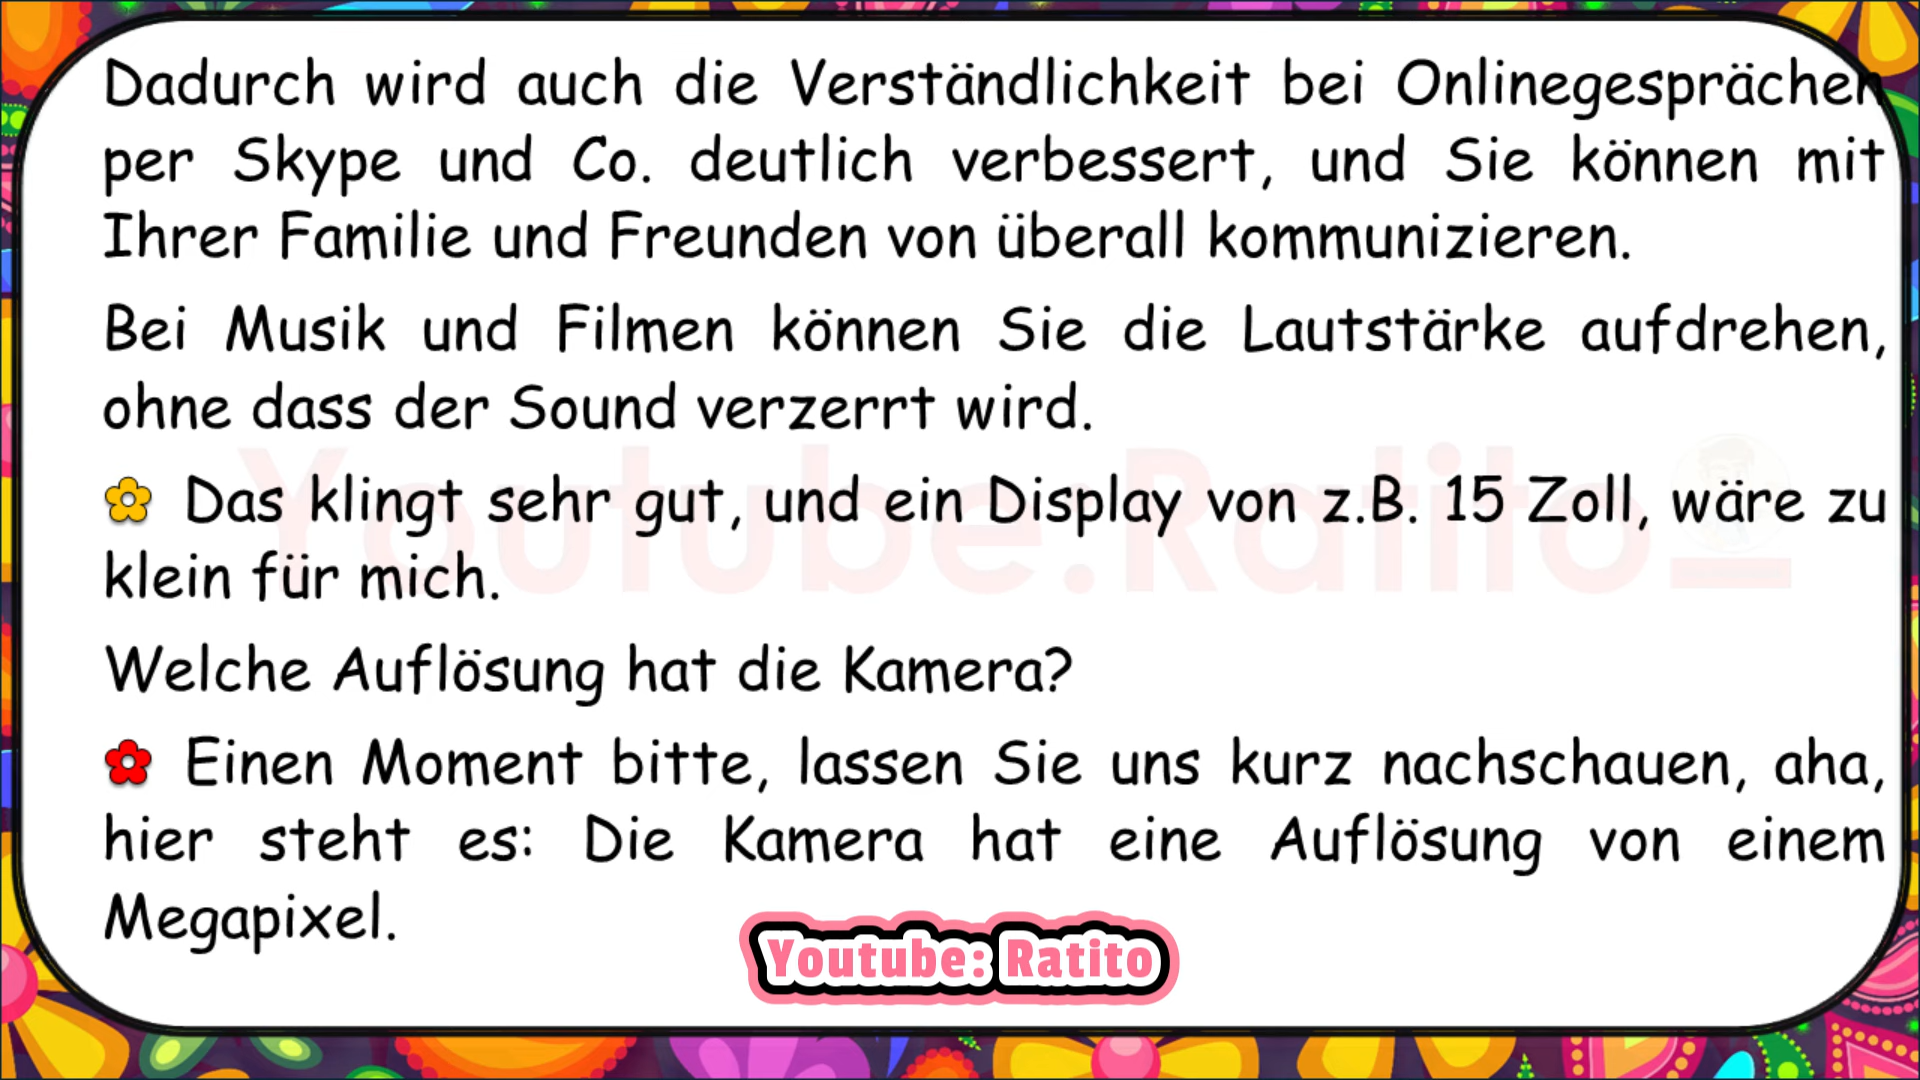 Dadurch wird auch die Verständlichkeit bei Onlinegesprächen
per Skype und Co. deutlich verbessert, und Sie können mit
Ihrer Familie und Freunden von überall kommunizieren.
Bei Musik und Filmen können Sie die Lautstärke aufdrehen,
ohne dass der Sound verzerrt wird.
Das klingt sehr gut, und ein Display von z.B. 15 Zoll, wäre zu
klein für mich.
Youtube:Ratito
Welche Auflösung hat die Kamera?
Einen Moment bitte, lassen Sie uns kurz nachschauen, aha,
hier steht es: Die Kamera hat eine Auflösung von einem
Megapixel.
Youtube: Ratito